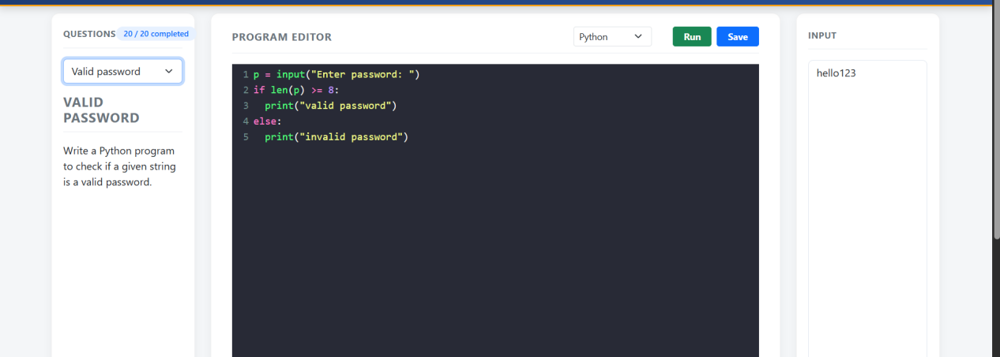 QUESTIONS 20 / 20 completed
Valid password
VALID
PASSWORD
Write a Python program
to check if a given string
is a valid password.
PROGRAM EDITOR
Python
Run
Save
1 p = input("Enter password: ")
2 if len(p) >= 8:
3   print("valid password")
4 else:
5   print("invalid password")
INPUT
hello123